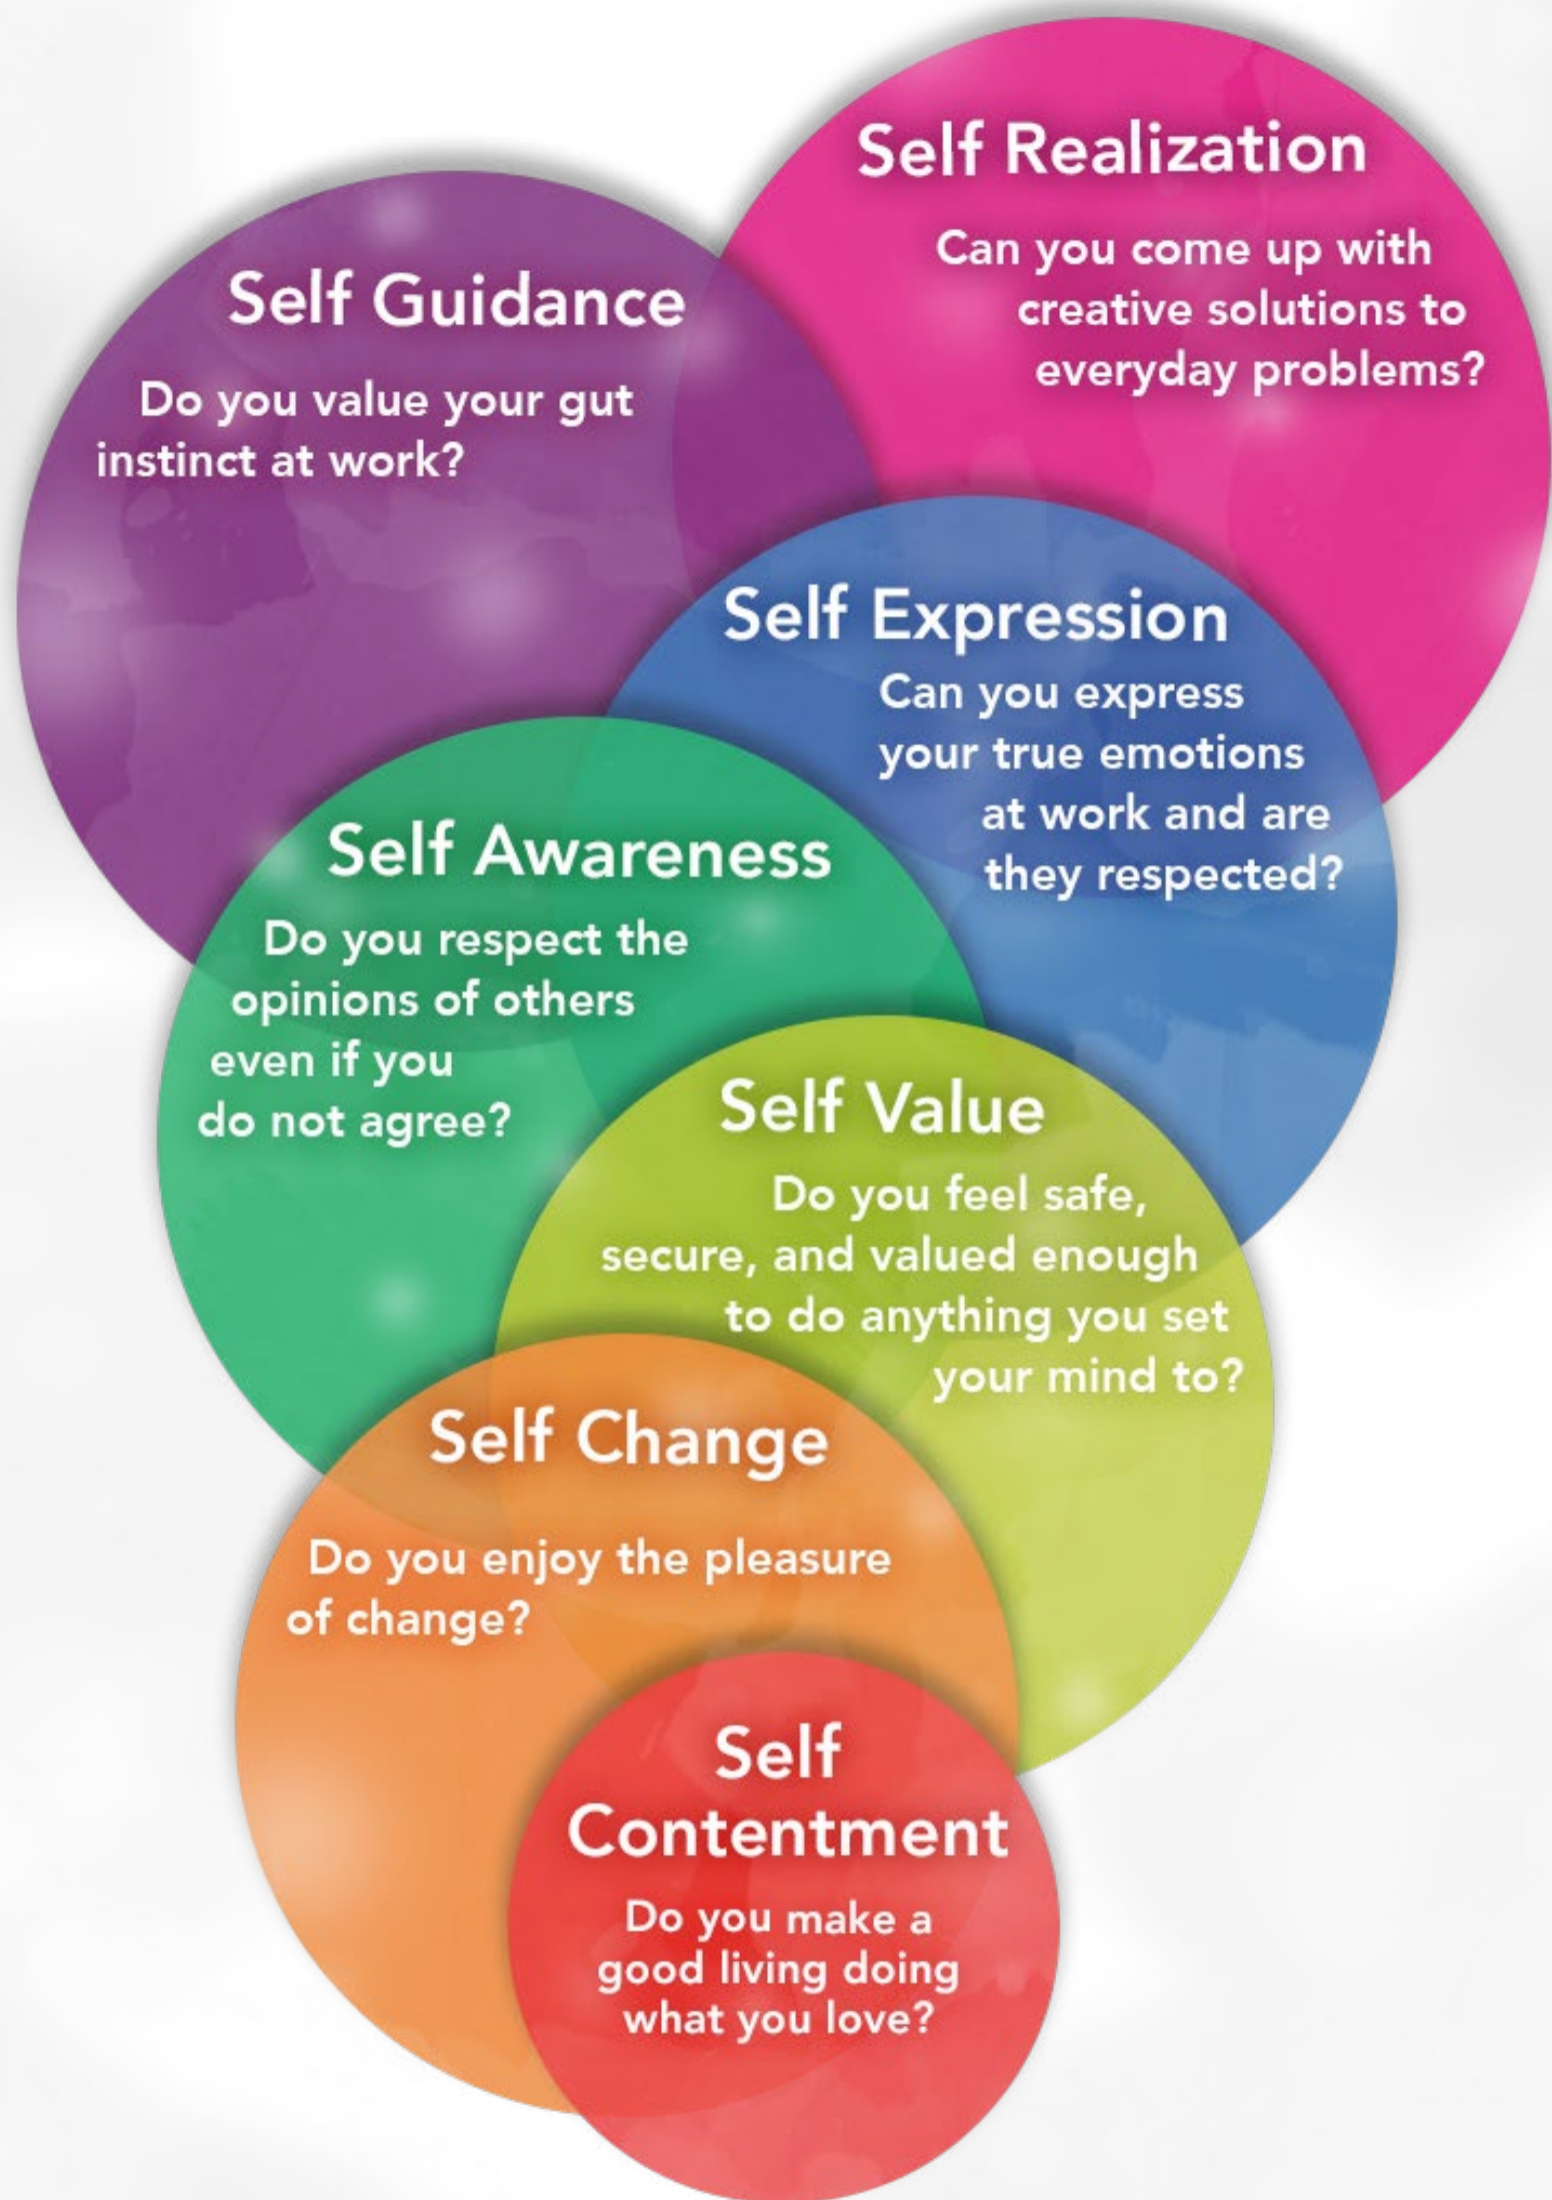 Self Realization
Can you come up with
creative solutions to
everyday problems?
Self Guidance
Do you value your gut
instinct at work?
Self Expression
Can you express
your true emotions
at work and are
they respected?
Self Awareness
Do you respect the
opinions of others
even if you
do not agree?
Self Value
Do you feel safe,
secure, and valued enough
to do anything you set
your mind to?
Self Change
Do you enjoy the pleasure
of change?
Self
Contentment
Do you make a
good living doing
what you love?